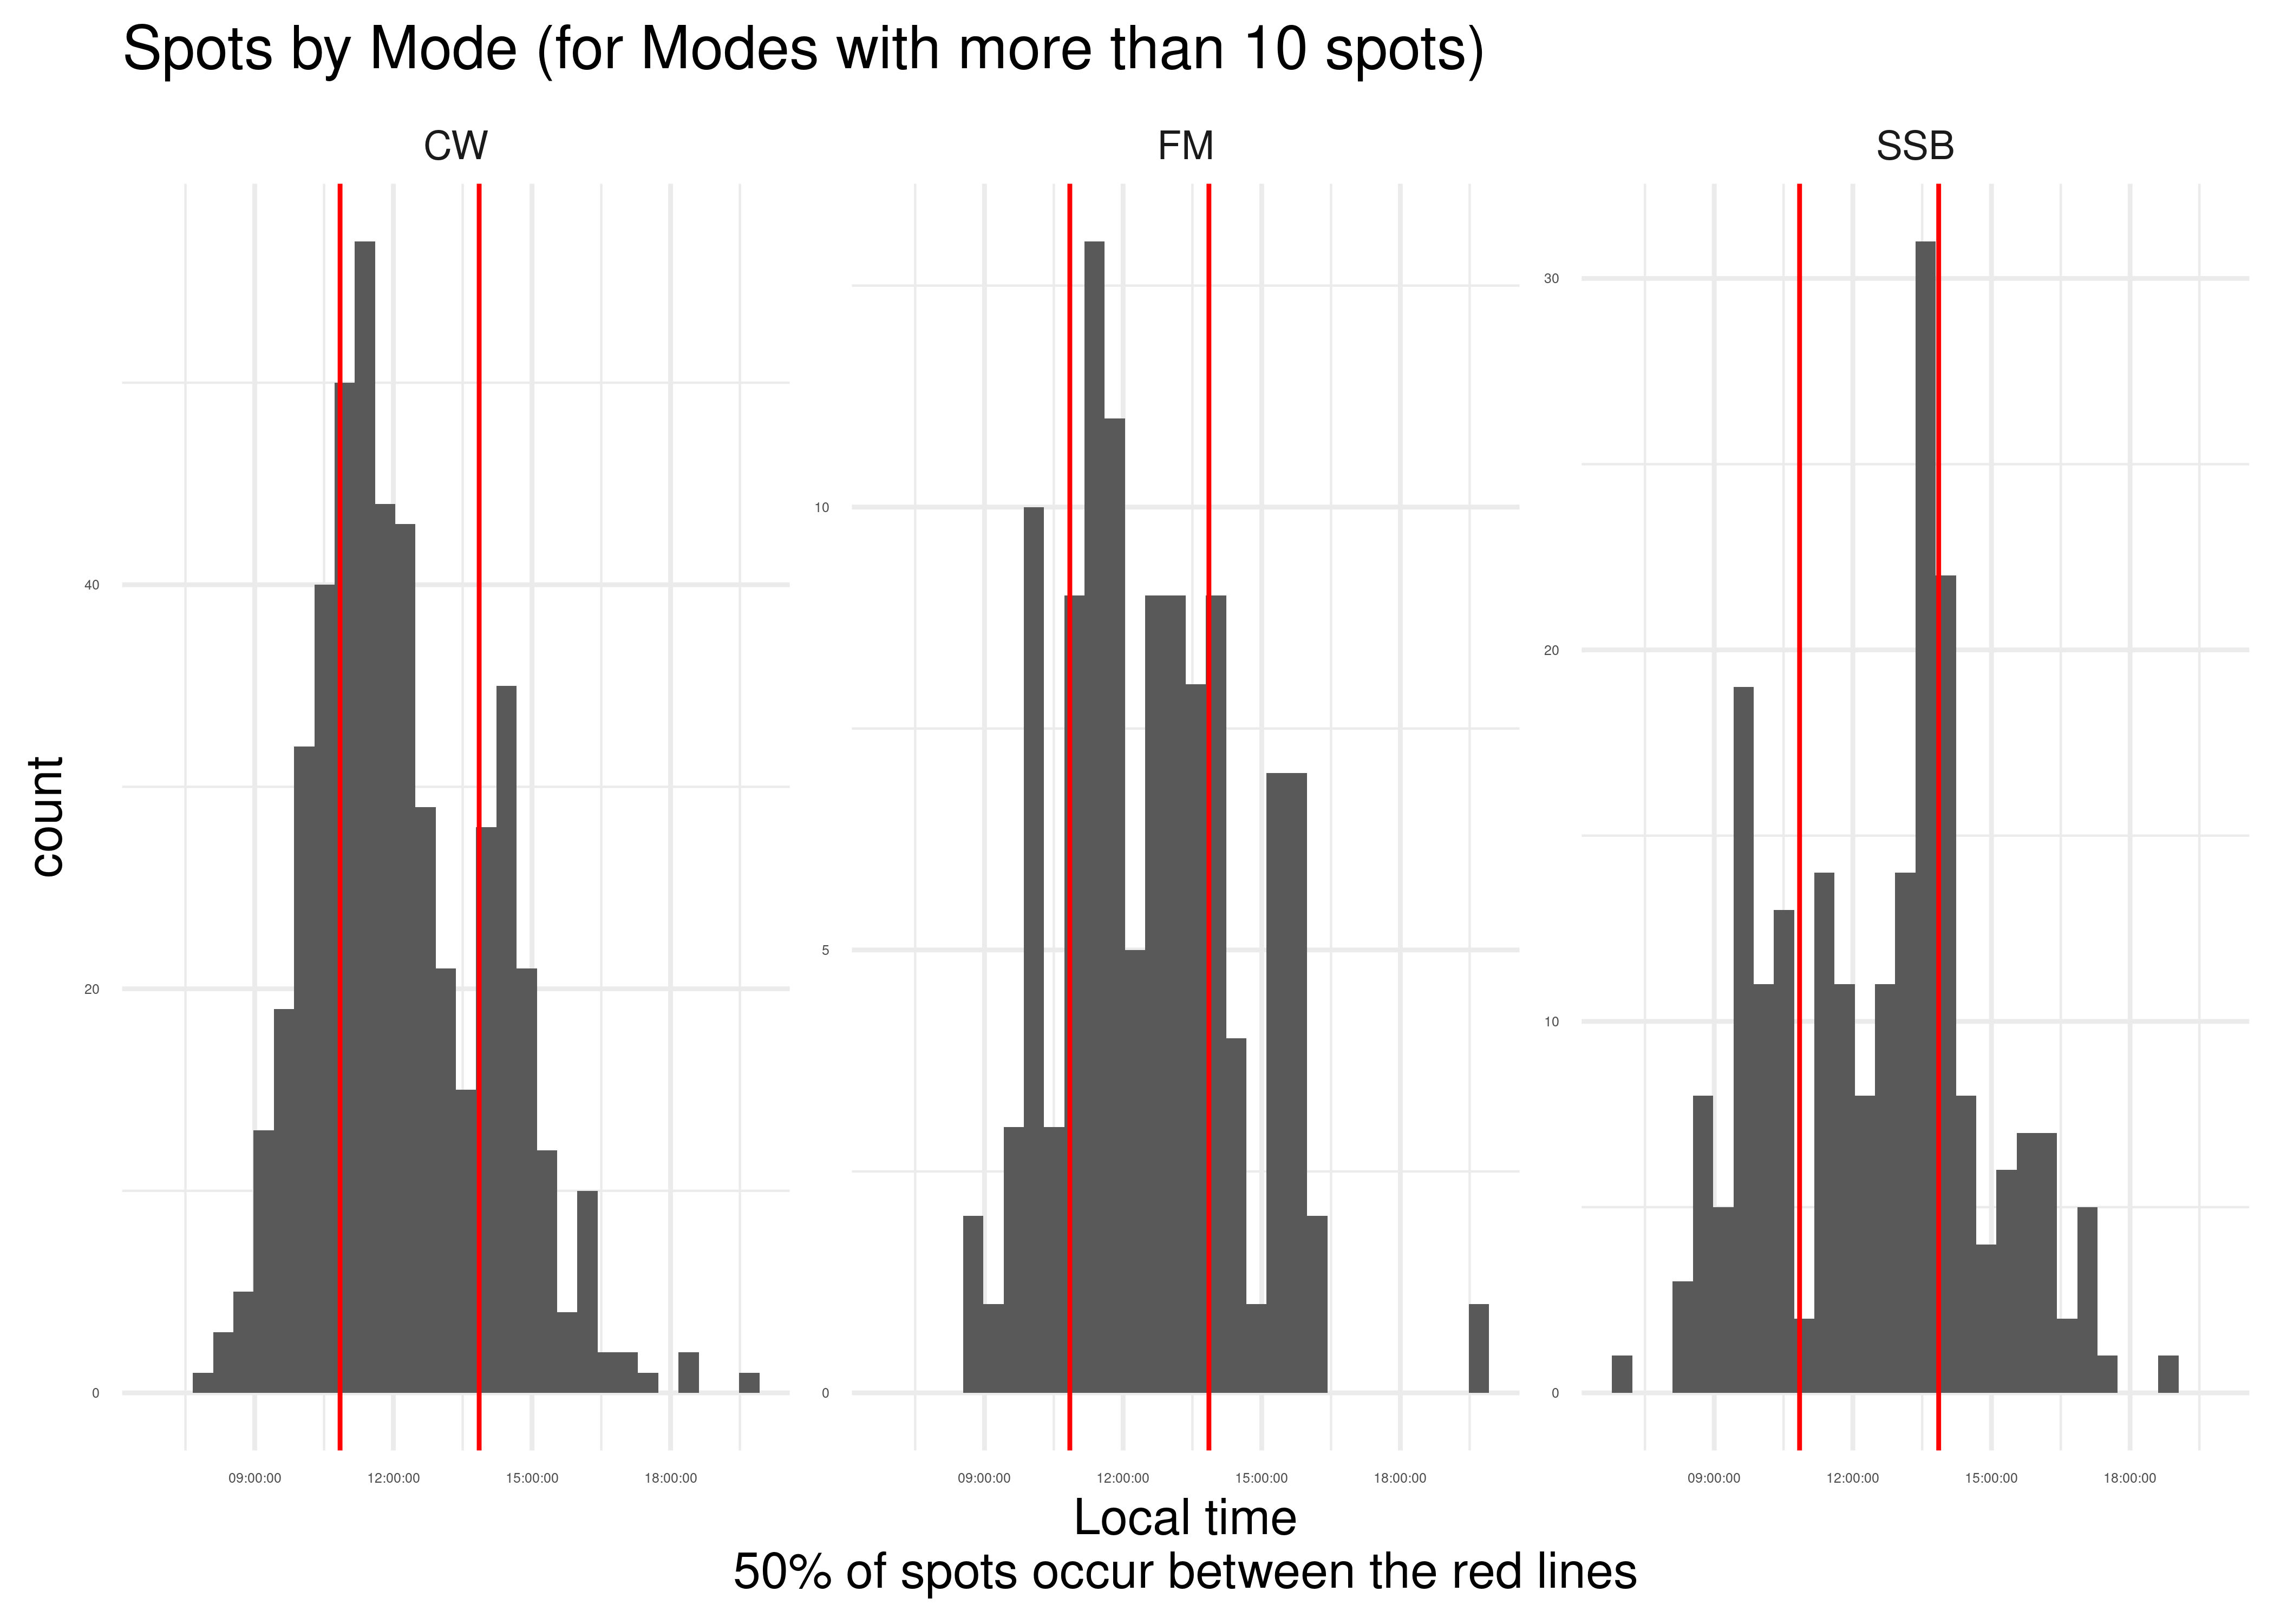 Spots by Mode (for Modes with more than 10 spots)
CW
FM
SSB
count
40
20
0
10
5
0
30
20
10
0
09:00:00 12:00:00 15:00:00 18:00:00
09:00:00 12:00:00 15:00:00 18:00:00
09:00:00 12:00:00 15:00:00 18:00:00
Local time
50% of spots occur between the red lines